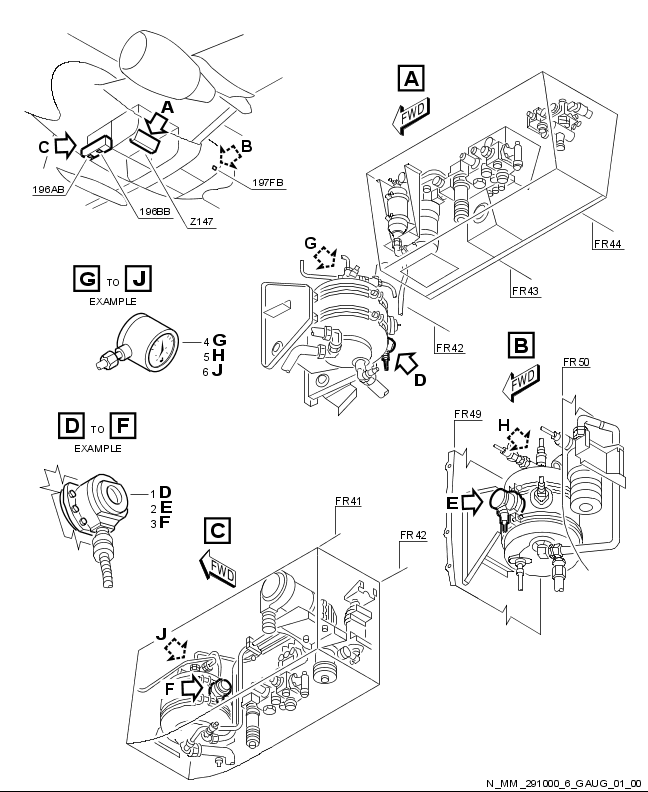 A
C
B
196AB
196BB
Z147
197FB
A
FWD
FR44
FR43
FR42
G
D
G TO J
EXAMPLE
4 G
5 H
6 J
D TO F
EXAMPLE
1 D
2 E
3 F
B
FWD
FR50
FR49
H
E
C
FWD
FR41
FR42
J
F
N_MM_291000_6_GAUG_01_00